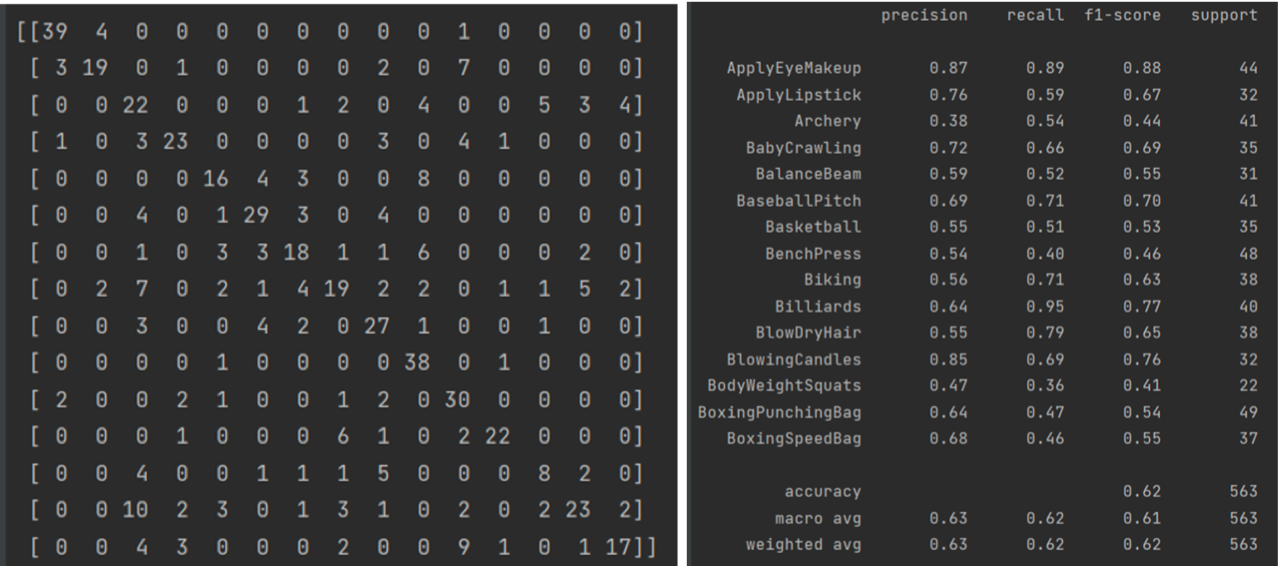 [[39 4 0 0 0 0 0 0 0 0 1 0 0 0 0]
[ 3 19 0 1 0 0 0 0 2 0 7 0 0 0 0]
[ 0 0 22 0 0 0 1 2 0 4 0 0 5 3 4]
[ 1 0 3 23 0 0 0 0 3 0 4 1 0 0 0]
[ 0 0 0 0 16 4 3 0 0 8 0 0 0 0 0]
[ 0 0 4 0 1 29 3 0 4 0 0 0 0 0 0]
[ 0 0 1 0 3 3 18 1 1 6 0 0 0 2 0]
[ 0 2 7 0 2 1 4 19 2 2 0 1 1 5 2]
[ 0 0 3 0 0 4 2 0 27 1 0 0 1 0 0]
[ 0 0 0 0 1 0 0 0 0 38 0 1 0 0 0]
[ 2 0 0 2 1 0 0 1 2 0 30 0 0 0 0]
[ 0 0 0 1 0 0 0 6 1 0 2 22 0 0 0]
[ 0 0 4 0 0 1 1 1 5 0 0 0 8 2 0]
[ 0 0 10 2 3 0 1 3 1 0 2 0 2 23 2]
[ 0 0 4 3 0 0 0 2 0 0 9 1 0 1 17]]
precision recall f1-score support
ApplyEyeMakeup 0.87 0.89 0.88 44
ApplyLipstick 0.76 0.59 0.67 32
Archery 0.38 0.54 0.44 41
BabyCrawling 0.72 0.66 0.69 35
BalanceBeam 0.59 0.52 0.55 31
BaseballPitch 0.69 0.71 0.70 41
Basketball 0.55 0.51 0.53 35
BenchPress 0.54 0.40 0.46 48
Biking 0.56 0.71 0.63 38
Billiards 0.64 0.95 0.77 40
BlowDryHair 0.55 0.79 0.65 38
BlowingCandles 0.85 0.69 0.76 32
BodyWeightSquats 0.47 0.36 0.41 22
BoxingPunchingBag 0.64 0.47 0.54 49
BoxingSpeedBag 0.68 0.46 0.55 37
accuracy 0.62 563
macro avg 0.63 0.62 0.61 563
weighted avg 0.63 0.62 0.62 563